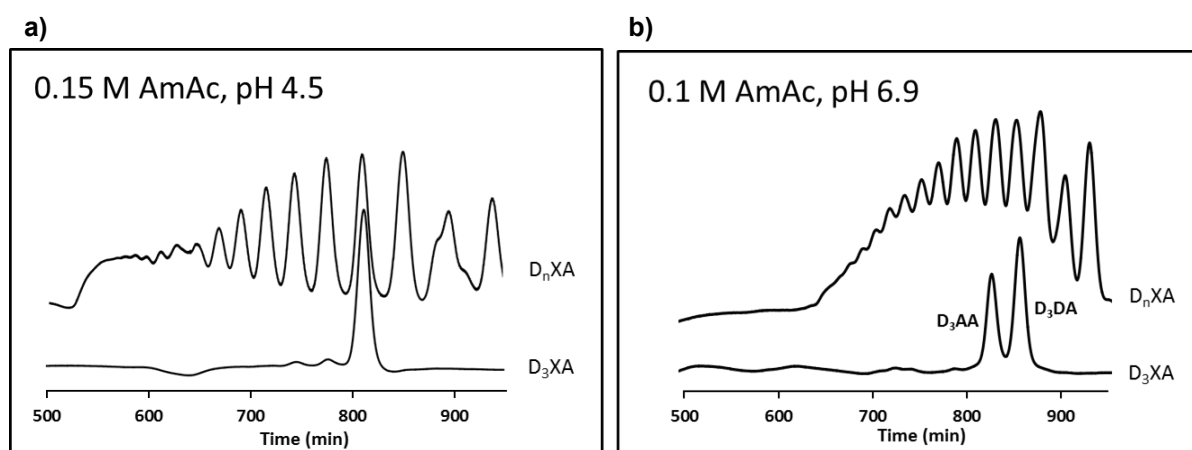 a)
0.15 M AmAc, pH 4.5
DₙXA
D₃XA
500 600 700 800 900
Time (min)
b)
0.1 M AmAc, pH 6.9
DₙXA
D₃AA
D₃DA
D₃XA
500 600 700 800 900
Time (min)